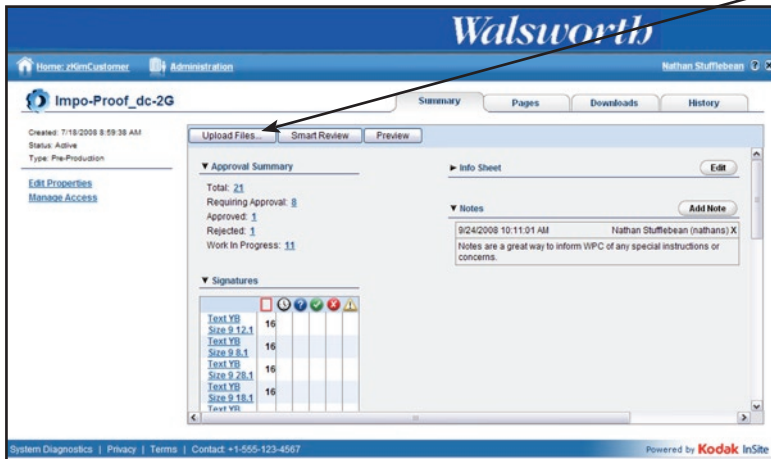 Walsworth
Home: zKimCustomer Administration Nathan Stufflebean
Impo-Proof_dc-2G
Summary Pages Downloads History
Created: 7/18/2008 8:59:38 AM
Status: Active
Type: Pre-Production
Edit Properties
Manage Access
Upload Files... Smart Review Preview
▼ Approval Summary
Total: 21
Requiring Approval: 8
Approved: 1
Rejected: 1
Work In Progress: 11
► Info Sheet Edit
▼ Notes Add Note
9/24/2008 10:11:01 AM Nathan Stufflebean (nathans) X
Notes are a great way to inform WPC of any special instructions or
concerns.
▼ Signatures
Text YB
Size 9 12.1 16
Text YB
Size 9 8.1 16
Text YB
Size 9 28.1 16
Text YB
Size 9 18.1 16
Text YB
System Diagnostics | Privacy | Terms | Contact: +1-555-123-4567 Powered by Kodak InSite